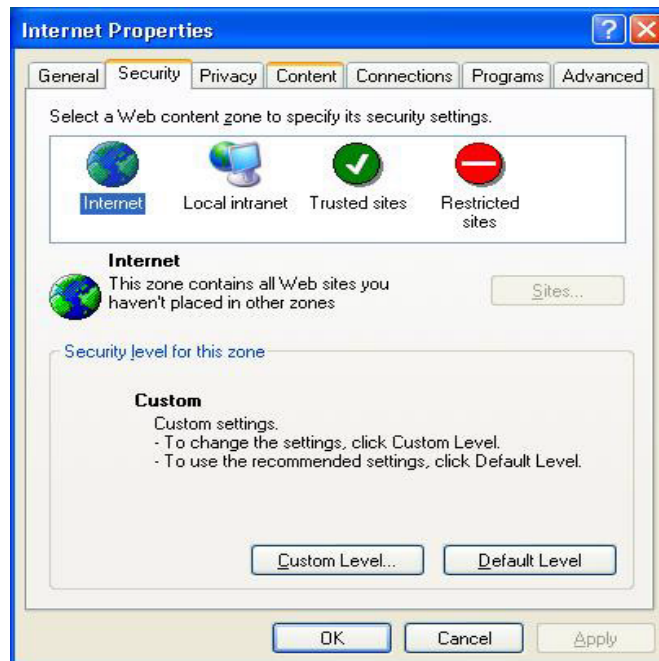 Internet Properties
General Security Privacy Content Connections Programs Advanced
Select a Web content zone to specify its security settings.
Internet Local intranet Trusted sites Restricted sites
Internet
This zone contains all Web sites you
haven't placed in other zones
Sites...
Security level for this zone
Custom
Custom settings.
- To change the settings, click Custom Level.
- To use the recommended settings, click Default Level.
Custom Level... Default Level
OK Cancel Apply